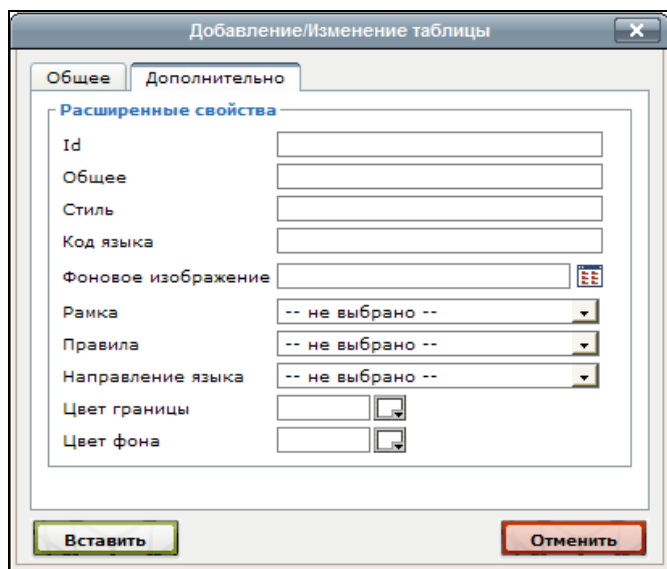 Добавление/Изменение таблицы
Общее Дополнительно
Расширенные свойства
Id
Общее
Стиль
Код языка
Фоновое изображение
Рамка -- не выбрано --
Правила -- не выбрано --
Направление языка -- не выбрано --
Цвет границы
Цвет фона
Вставить Отменить